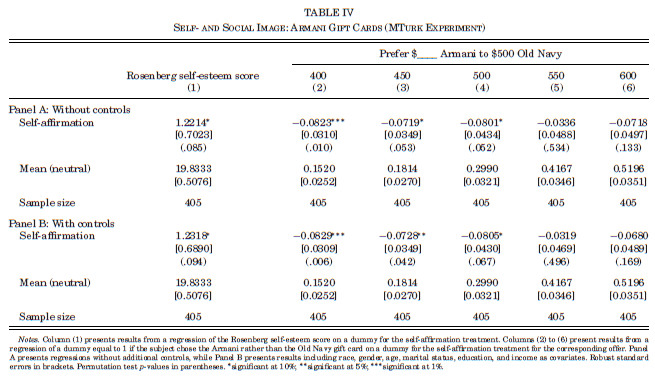 TABLE IV
SELF- AND SOCIAL IMAGE: ARMANI GIFT CARDS (MTURK EXPERIMENT)
Prefer $____ Armani to $500 Old Navy
Rosenberg self-esteem score 400 450 500 550 600
(1) (2) (3) (4) (5) (6)
Panel A: Without controls
Self-affirmation 1.2214* −0.0823*** −0.0719* −0.0801* −0.0336 −0.0718
[0.7023] [0.0310] [0.0349] [0.0434] [0.0488] [0.0497]
(.085) (.010) (.053) (.052) (.534) (.133)
Mean (neutral) 19.8333 0.1520 0.1814 0.2990 0.4167 0.5196
[0.5076] [0.0252] [0.0270] [0.0321] [0.0346] [0.0351]
Sample size 405 405 405 405 405 405
Panel B: With controls
Self-affirmation 1.2318* −0.0829*** −0.0728** −0.0805* −0.0319 −0.0680
[0.6890] [0.0309] [0.0349] [0.0430] [0.0469] [0.0489]
(.094) (.006) (.042) (.067) (.496) (.169)
Mean (neutral) 19.8333 0.1520 0.1814 0.2990 0.4167 0.5196
[0.5076] [0.0252] [0.0270] [0.0321] [0.0346] [0.0351]
Sample size 405 405 405 405 405 405
Notes. Column (1) presents results from a regression of the Rosenberg self-esteem score on a dummy for the self-affirmation treatment. Columns (2) to (6) present results from a
regression of a dummy equal to 1 if the subject chose the Armani rather than the Old Navy gift card on a dummy for the self-affirmation treatment for the corresponding offer. Panel
A presents regressions without additional controls, while Panel B presents results including race, gender, age, marital status, education, and income as covariates. Robust standard
errors in brackets. Permutation test p-values in parentheses. *significant at 10%; **significant at 5%; ***significant at 1%.